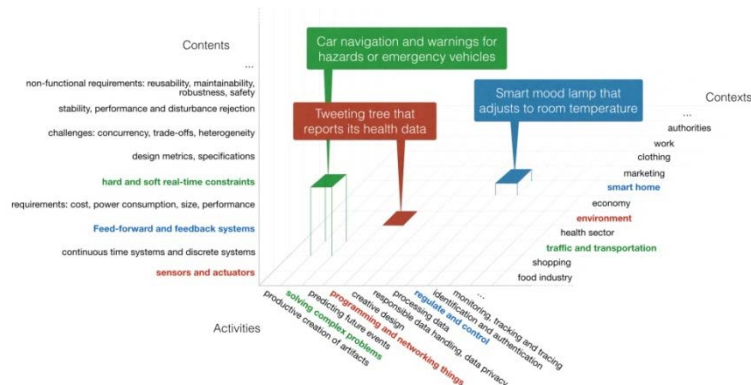 Contents
...
non-functional requirements: reusability, maintainability,
robustness, safety
stability, performance and disturbance rejection
challenges: concurrency, trade-offs, heterogeneity
design metrics, specifications
hard and soft real-time constraints
requirements: cost, power consumption, size, performance
Feed-forward and feedback systems
continuous time systems and discrete systems
sensors and actuators
Car navigation and warnings for
hazards or emergency vehicles
Tweeting tree that
reports its health data
Smart mood lamp that
adjusts to room temperature
Contexts
...
authorities
work
clothing
marketing
smart home
economy
environment
health sector
traffic and transportation
shopping
food industry
Activities
productive creation of artifacts
solving complex problems
predicting future events
programming and networking things
creative design
responsible data handling, data privacy
processing data
regulate and control
identification and authentication
monitoring, tracking and tracing
...